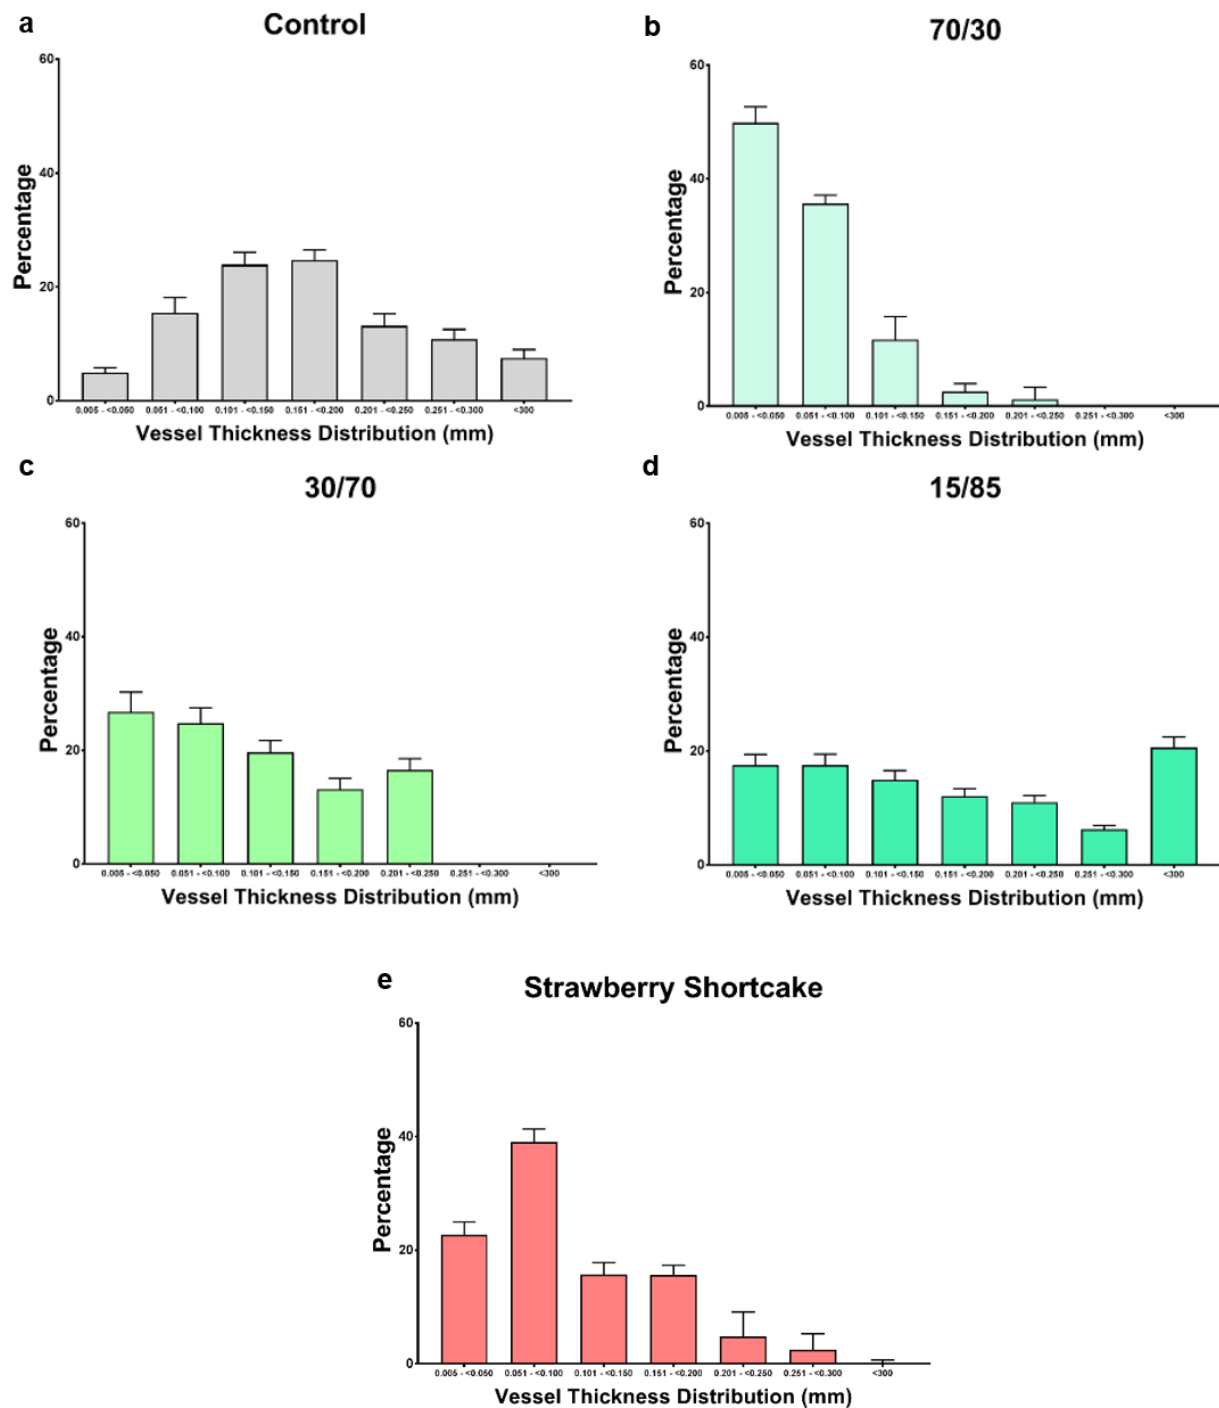 a
Control
60
40
20
0
Percentage
0.005 - <0.050 0.051 - <0.100 0.101 - <0.150 0.151 - <0.200 0.201 - <0.250 0.251 - <0.300 <300
Vessel Thickness Distribution (mm)
b
70/30
60
40
20
0
Percentage
0.005 - <0.050 0.051 - <0.100 0.101 - <0.150 0.151 - <0.200 0.201 - <0.250 0.251 - <0.300 <300
Vessel Thickness Distribution (mm)
c
30/70
60
40
20
0
Percentage
0.005 - <0.050 0.051 - <0.100 0.101 - <0.150 0.151 - <0.200 0.201 - <0.250 0.251 - <0.300 <300
Vessel Thickness Distribution (mm)
d
15/85
60
40
20
0
Percentage
0.005 - <0.050 0.051 - <0.100 0.101 - <0.150 0.151 - <0.200 0.201 - <0.250 0.251 - <0.300 <300
Vessel Thickness Distribution (mm)
e
Strawberry Shortcake
60
40
20
0
Percentage
0.005 - <0.050 0.051 - <0.100 0.101 - <0.150 0.151 - <0.200 0.201 - <0.250 0.251 - <0.300 <300
Vessel Thickness Distribution (mm)